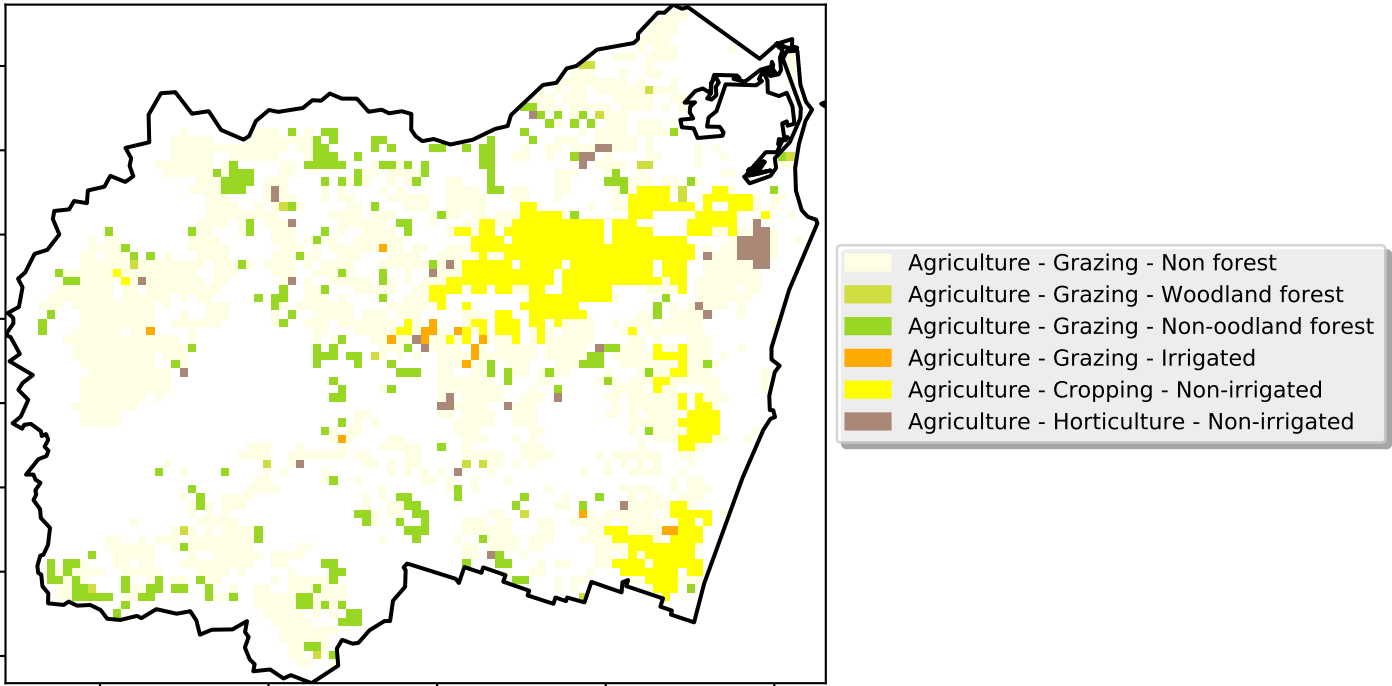 Agriculture - Grazing - Non forest
Agriculture - Grazing - Woodland forest
Agriculture - Grazing - Non-oodland forest
Agriculture - Grazing - Irrigated
Agriculture - Cropping - Non-irrigated
Agriculture - Horticulture - Non-irrigated